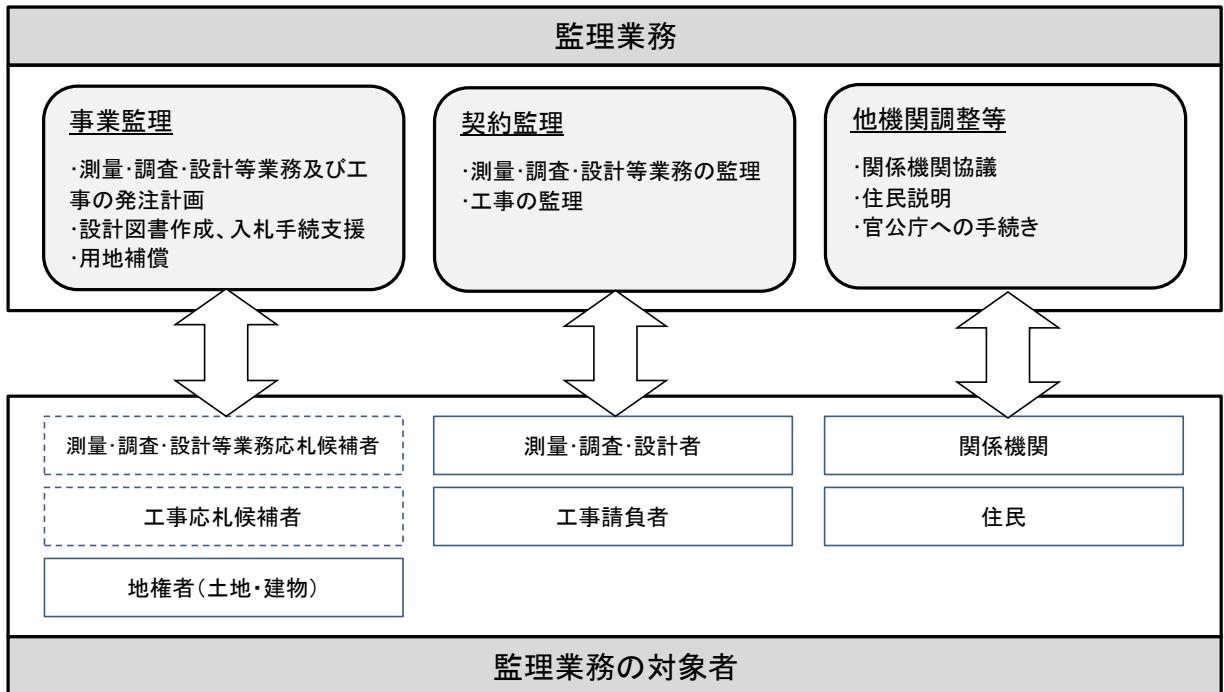 監理業務
事業監理
・測量・調査・設計等業務及び工
事の発注計画
・設計図書作成、入札手続支援
・用地補償
契約監理
・測量・調査・設計等業務の監理
・工事の監理
他機関調整等
・関係機関協議
・住民説明
・官公庁への手続き
測量・調査・設計等業務応札候補者
工事応札候補者
地権者(土地・建物)
測量・調査・設計者
工事請負者
関係機関
住民
監理業務の対象者